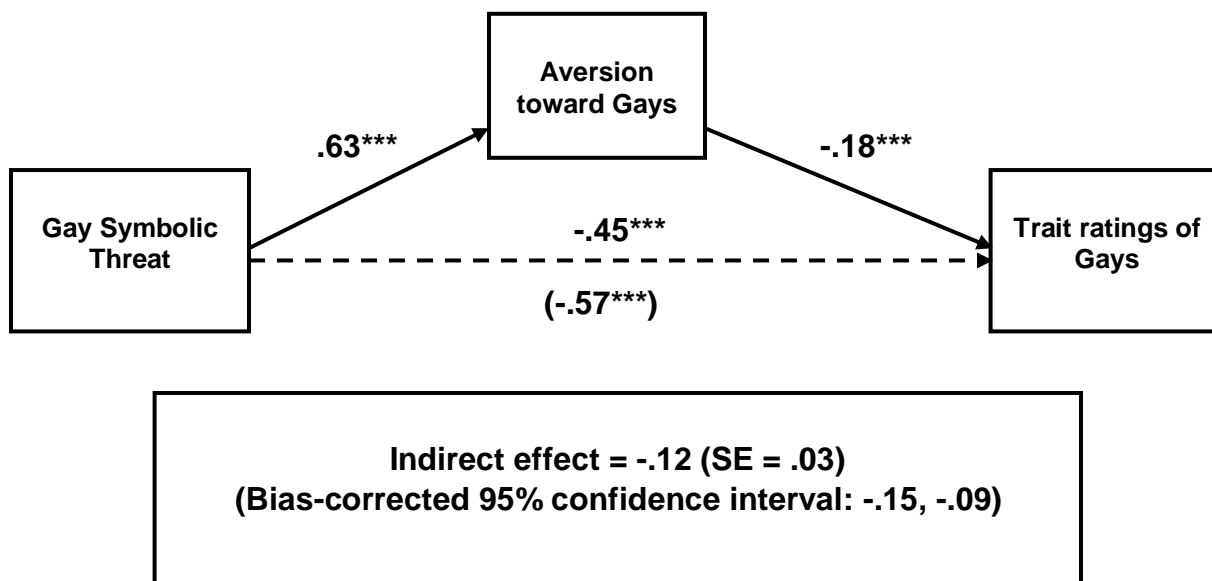 Aversion
toward Gays
.63***
-.18***
Gay Symbolic
Threat
-.45***
Trait ratings of
Gays
(-.57***)
Indirect effect = -.12 (SE = .03)
(Bias-corrected 95% confidence interval: -.15, -.09)